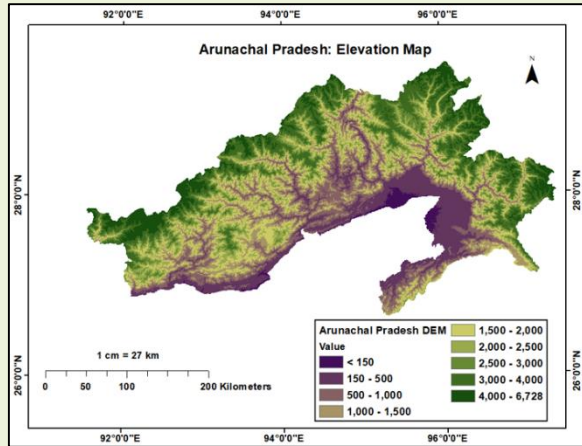 92°0'0"E 94°0'0"E 96°0'0"E
Arunachal Pradesh: Elevation Map
N
28°0'0"N 28°0'0"N
Arunachal Pradesh DEM
Value
< 150
150 - 500
500 - 1,000
1,000 - 1,500
1,500 - 2,000
2,000 - 2,500
2,500 - 3,000
3,000 - 4,000
4,000 - 6,728
1 cm = 27 km
0 50 100 200 Kilometers
26°0'0"N 26°0'0"N
92°0'0"E 94°0'0"E 96°0'0"E